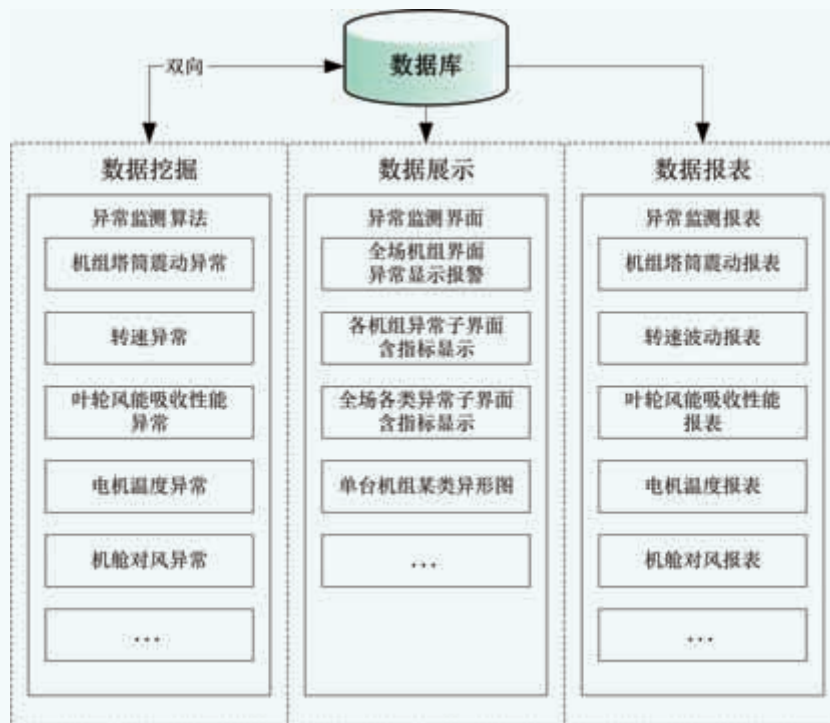 数据库
双向
数据挖掘
异常监测算法
机组塔筒震动异常
转速异常
叶轮风能吸收性能
异常
电机温度异常
机舱对风异常
...
数据展示
异常监测界面
全场机组界面
异常显示报警
各机组异常子界面
含指标显示
全场各类异常子界面
含指标显示
单台机组某类异形图
...
数据报表
异常监测报表
机组塔筒震动报表
转速波动报表
叶轮风能吸收性能
报表
电机温度报表
机舱对风报表
...